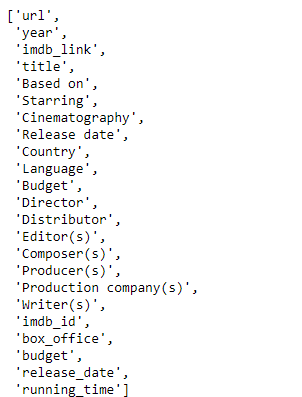 ['url',
'year',
'imdb_link',
'title',
'Based on',
'Starring',
'Cinematography',
'Release date',
'Country',
'Language',
'Budget',
'Director',
'Distributor',
'Editor(s)',
'Composer(s)',
'Producer(s)',
'Production company(s)',
'Writer(s)',
'imdb_id',
'box_office',
'budget',
'release_date',
'running_time']